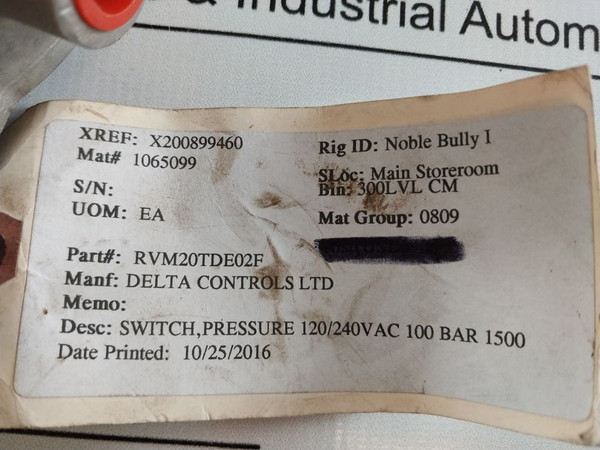 & Industrial Autom
XREF: X200899460
Mat# 1065099
S/N:
UOM: EA
Rig ID: Noble Bully I
SLoc: Main Storeroom
Bin: 300LVL CM
Mat Group: 0809
Part#: RVM20TDE02F
Manf: DELTA CONTROLS LTD
Memo:
Desc: SWITCH,PRESSURE 120/240VAC 100 BAR 1500
Date Printed: 10/25/2016